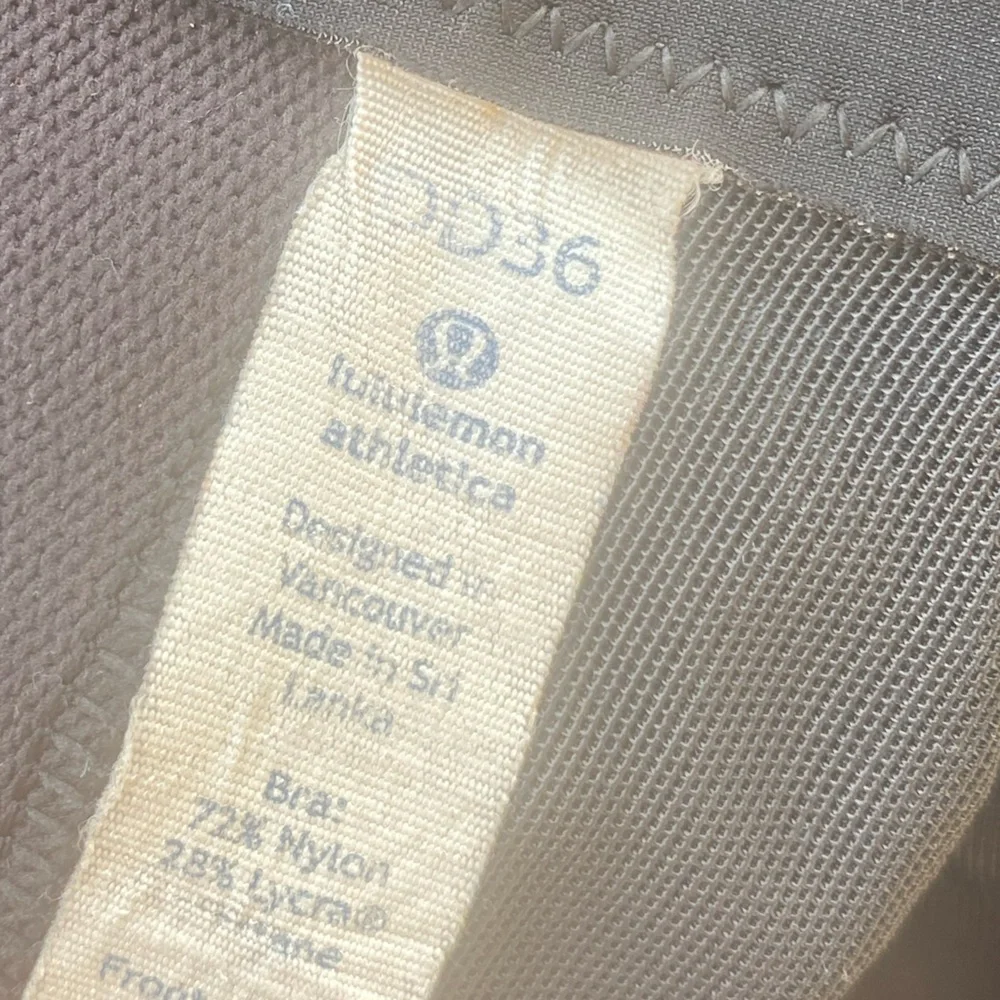 DD36
lululemon
athletica
Designed in
Vancouver
Made in Sri
Lanka
Bra:
72% Nylon
28% Lycra®